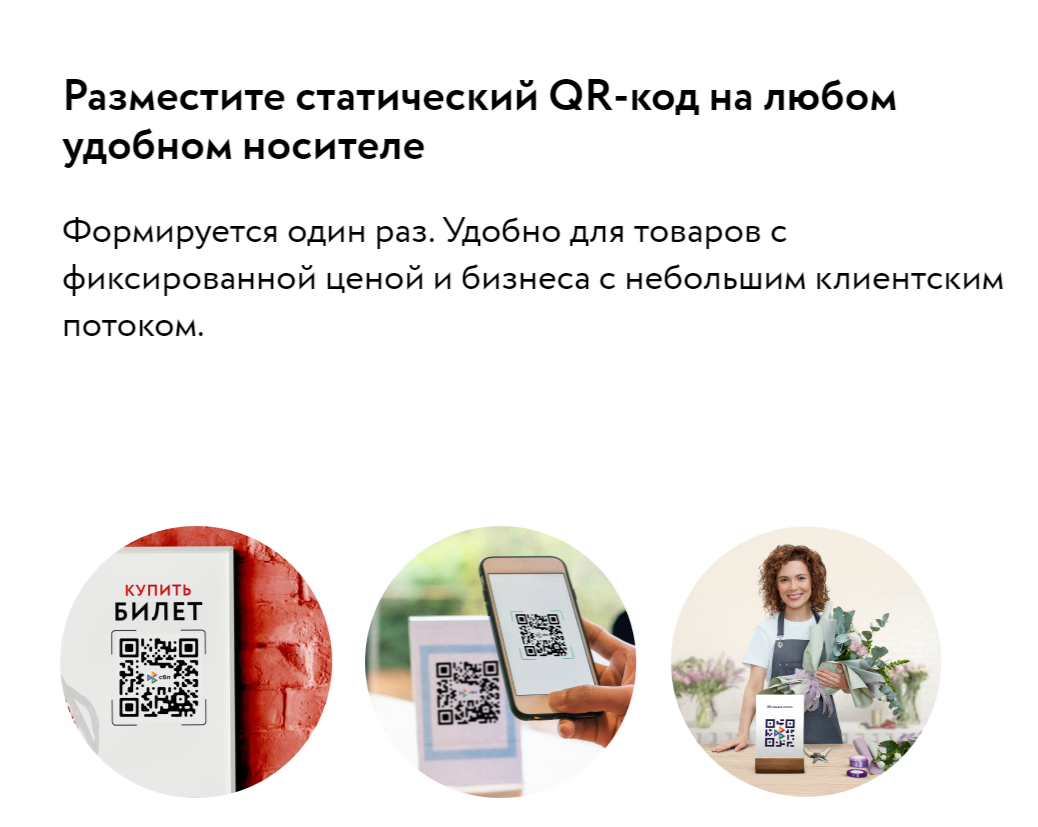 Разместите статический QR-код на любом
удобном носителе
Формируется один раз. Удобно для товаров с
фиксированной ценой и бизнеса с небольшим клиентским
потоком.
КУПИТЬ
БИЛЕТ
сбп